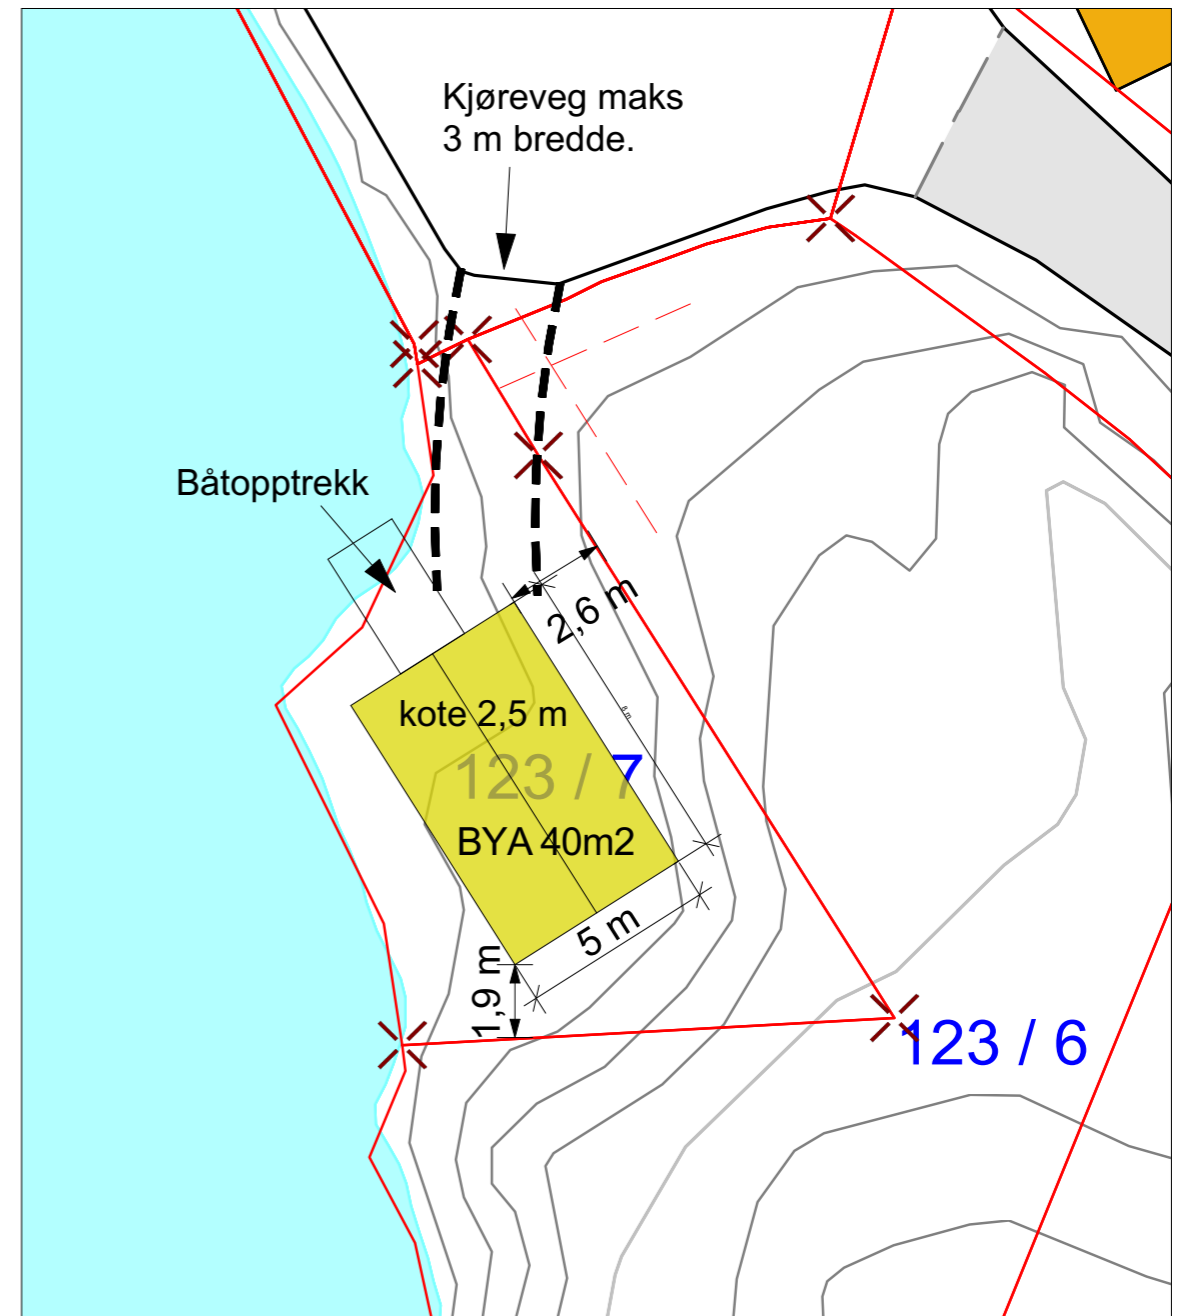 Kjøreveg maks
3 m bredde.
Båtopptrekk
2,6 m
8 m
kote 2,5 m
123 / 7
BYA 40m2
5 m
1,9 m
123 / 6